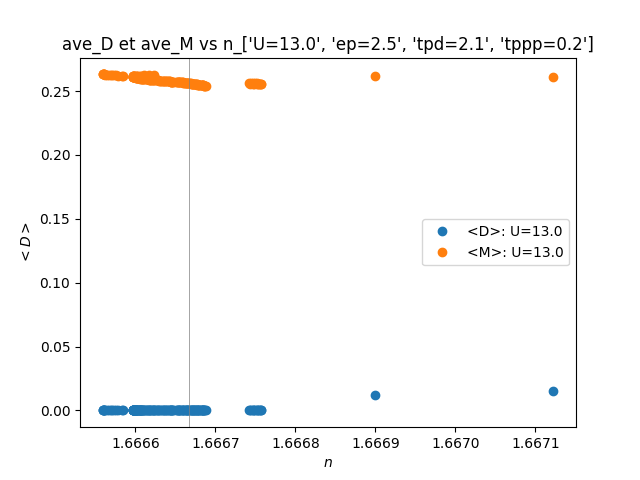 ave_D et ave_M vs n_['U=13.0', 'ep=2.5', 'tpd=2.1', 'tppp=0.2']
0.25
0.20
0.15
0.10
0.05
0.00
<D>
<D>: U=13.0
<M>: U=13.0
1.6666 1.6667 1.6668 1.6669 1.6670 1.6671
n